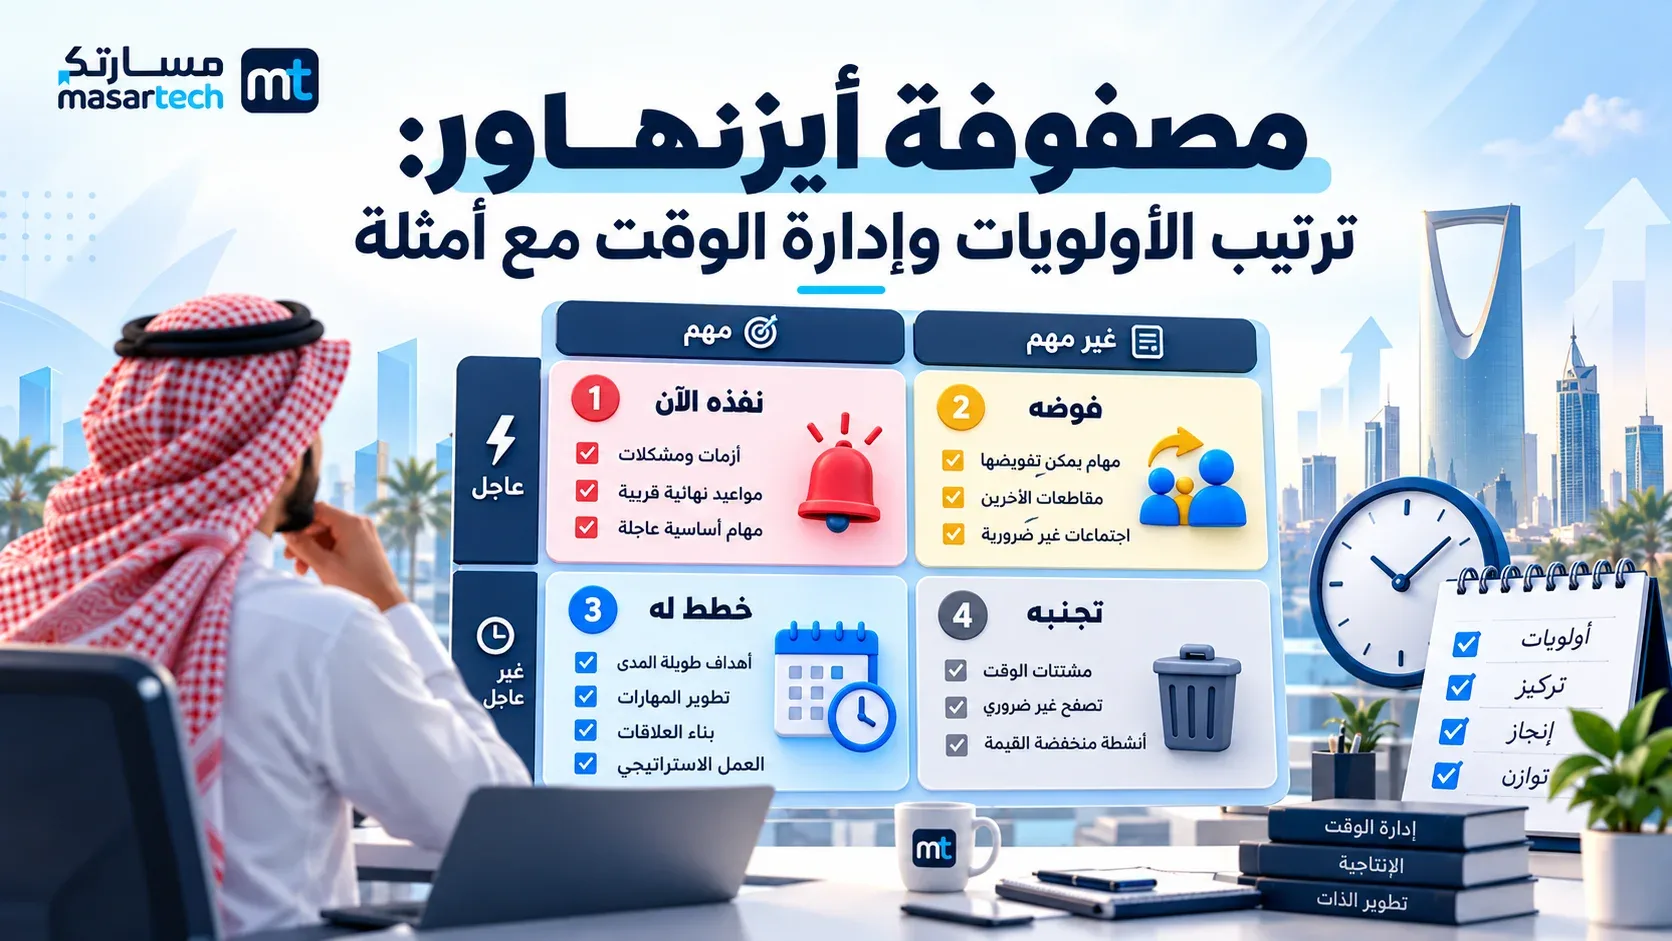 مسارتك
masartech
mt
مصفوفة أيزنهاور:
ترتيب الأولويات وإدارة الوقت مع أمثلة
مهم
غير مهم
عاجل
1 نفذه الآن
أزمات ومشكلات
مواعيد نهائية قريبة
مهام أساسية عاجلة
2 فوضه
مهام يمكن تفويضها
مقاطعات الآخرين
اجتماعات غير ضرورية
غير
عاجل
3 خطط له
أهداف طويلة المدى
تطوير المهارات
بناء العلاقات
العمل الاستراتيجي
4 تجنبه
مشتتات الوقت
تصفح غير ضروري
أنشطة منخفضة القيمة
أولويات
تركيز
إنجاز
توازن
mt
إدارة الوقت
الإنتاجية
تطوير الذات